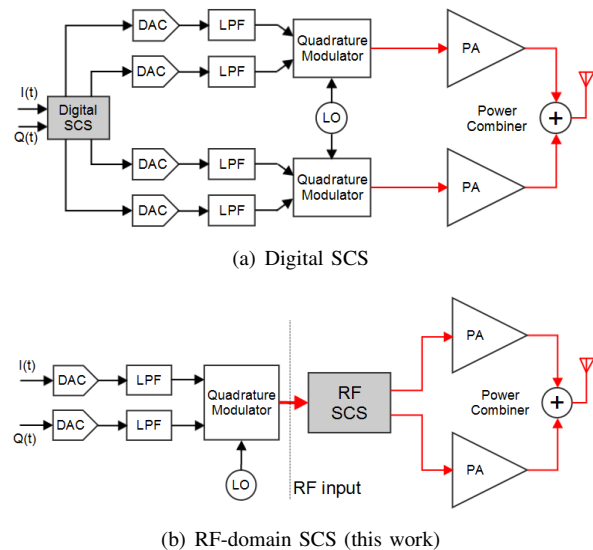 DAC
LPF
Quadrature
Modulator
PA
DAC
LPF
I(t)
Q(t)
Digital
SCS
LO
Power
Combiner
+
DAC
LPF
Quadrature
Modulator
PA
DAC
LPF
(a) Digital SCS
I(t)
DAC
LPF
Quadrature
Modulator
RF
SCS
PA
Power
Combiner
+
Q(t)
DAC
LPF
LO
RF input
PA
(b) RF-domain SCS (this work)